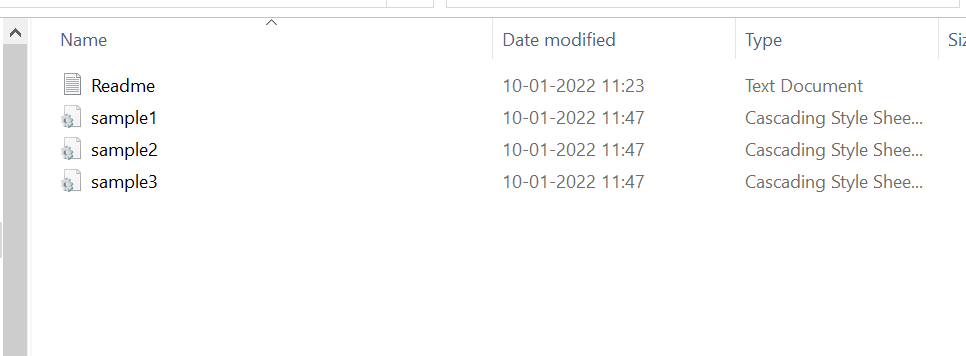 Name Date modified Type Siz
Readme 10-01-2022 11:23 Text Document
sample1 10-01-2022 11:47 Cascading Style Shee...
sample2 10-01-2022 11:47 Cascading Style Shee...
sample3 10-01-2022 11:47 Cascading Style Shee...